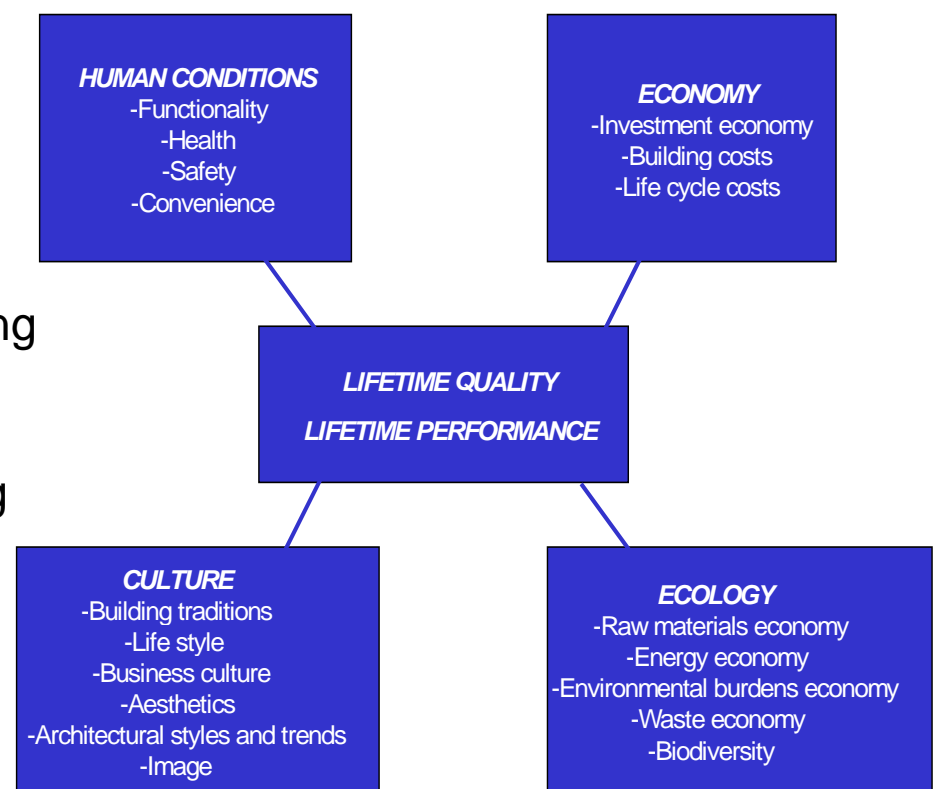 HUMAN CONDITIONS
-Functionality
-Health
-Safety
-Convenience
ECONOMY
-Investment economy
-Building costs
-Life cycle costs
LIFETIME QUALITY
LIFETIME PERFORMANCE
CULTURE
-Building traditions
-Life style
-Business culture
-Aesthetics
-Architectural styles and trends
-Image
ECOLOGY
-Raw materials economy
-Energy economy
-Environmental burdens economy
-Waste economy
-Biodiversity